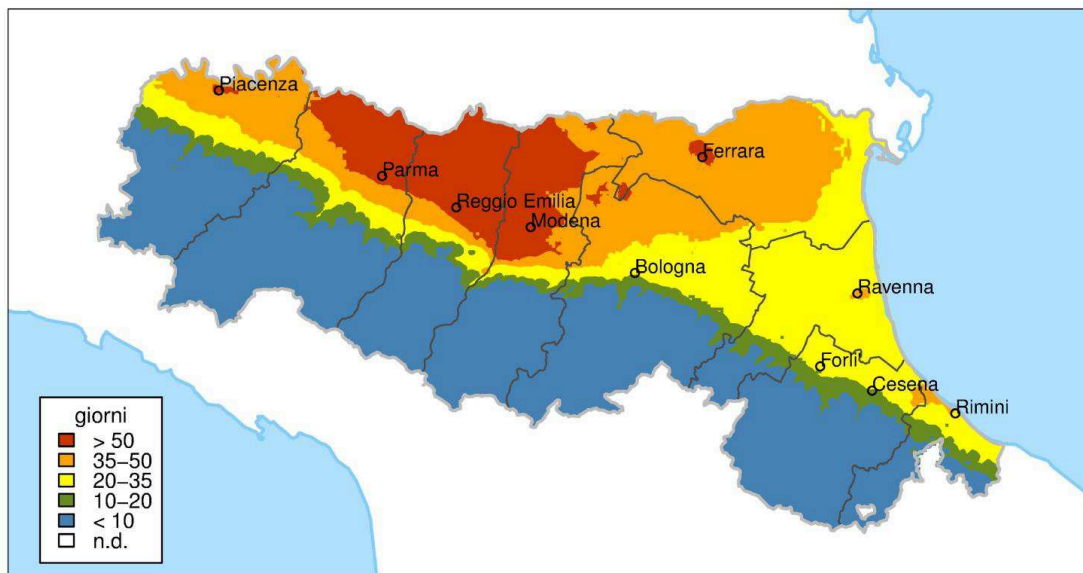 Piacenza
Ferrara
Parma
Reggio Emilia
Modena
Bologna
Ravenna
Forlì
Cesena
Rimini
giorni
> 50
35–50
20–35
10–20
< 10
n.d.